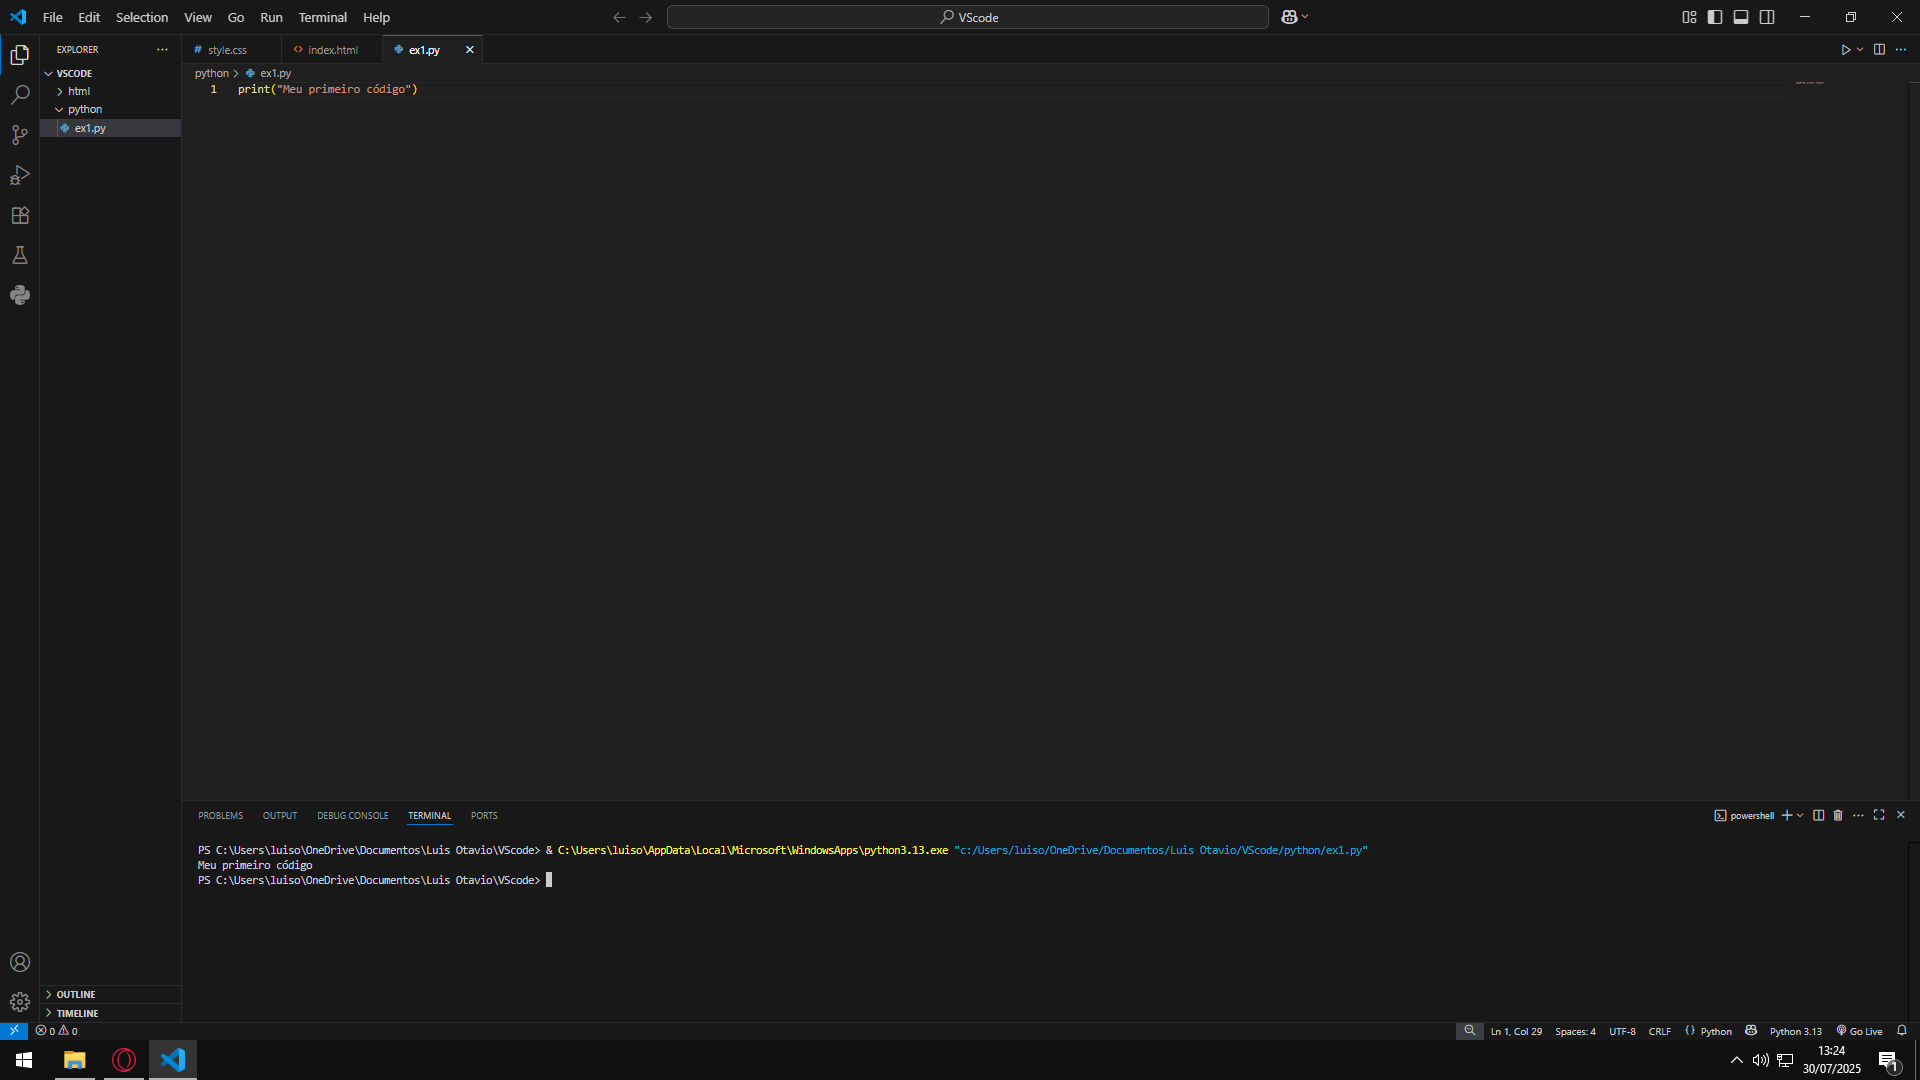 File Edit Selection View Go Run Terminal Help
VScode
EXPLORER
style.css
index.html
ex1.py
VSCODE
python > ex1.py
html
1 print("Meu primeiro código")
python
ex1.py
PROBLEMS OUTPUT DEBUG CONSOLE TERMINAL PORTS
powershell
PS C:\Users\luiso\OneDrive\Documentos\Luis Otavio\VScode> & C:\Users\luiso\AppData\Local\Microsoft\WindowsApps\python3.13.exe "c:/Users/luiso/OneDrive/Documentos/Luis Otavio/VScode/python/ex1.py"
Meu primeiro código
PS C:\Users\luiso\OneDrive\Documentos\Luis Otavio\VScode>
OUTLINE
TIMELINE
0 0
Ln 1, Col 29 Spaces: 4 UTF-8 CRLF {} Python Python 3.13 Go Live
13:24
30/07/2025
1